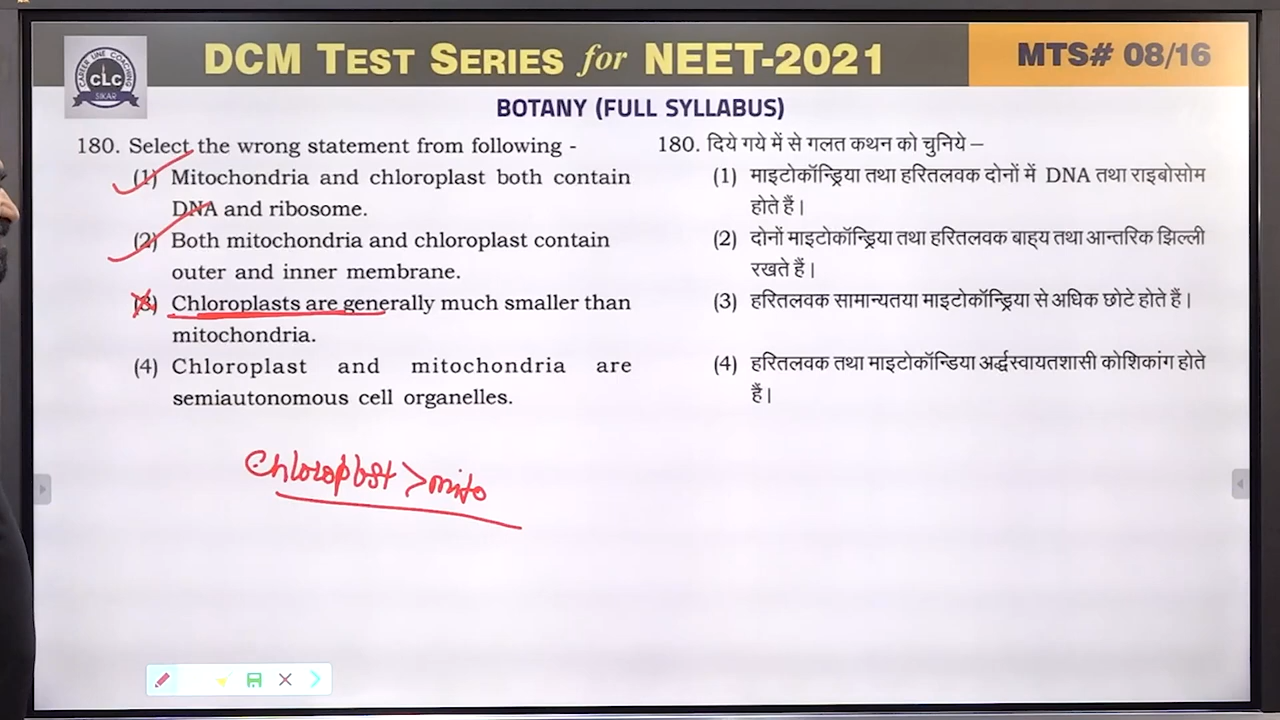 CAREER LINE COACHING
CLC
SIKAR
DCM TEST SERIES for NEET-2021
MTS# 08/16
BOTANY (FULL SYLLABUS)
180. Select the wrong statement from following -
(1) Mitochondria and chloroplast both contain
DNA and ribosome.
(2) Both mitochondria and chloroplast contain
outer and inner membrane.
(3) Chloroplasts are generally much smaller than
mitochondria.
(4) Chloroplast and mitochondria are
semiautonomous cell organelles.
180. दिये गये में से गलत कथन को चुनिये –
(1) माइटोकॉन्ड्रिया तथा हरितलवक दोनों में DNA तथा राइबोसोम
होते हैं।
(2) दोनों माइटोकॉन्ड्रिया तथा हरितलवक बाह्य तथा आन्तरिक झिल्ली
रखते हैं।
(3) हरितलवक सामान्यतया माइटोकॉन्ड्रिया से अधिक छोटे होते हैं।
(4) हरितलवक तथा माइटोकॉन्डिया अर्द्धस्वायतशासी कोशिकांग होते
हैं।
Chloroplast > mito